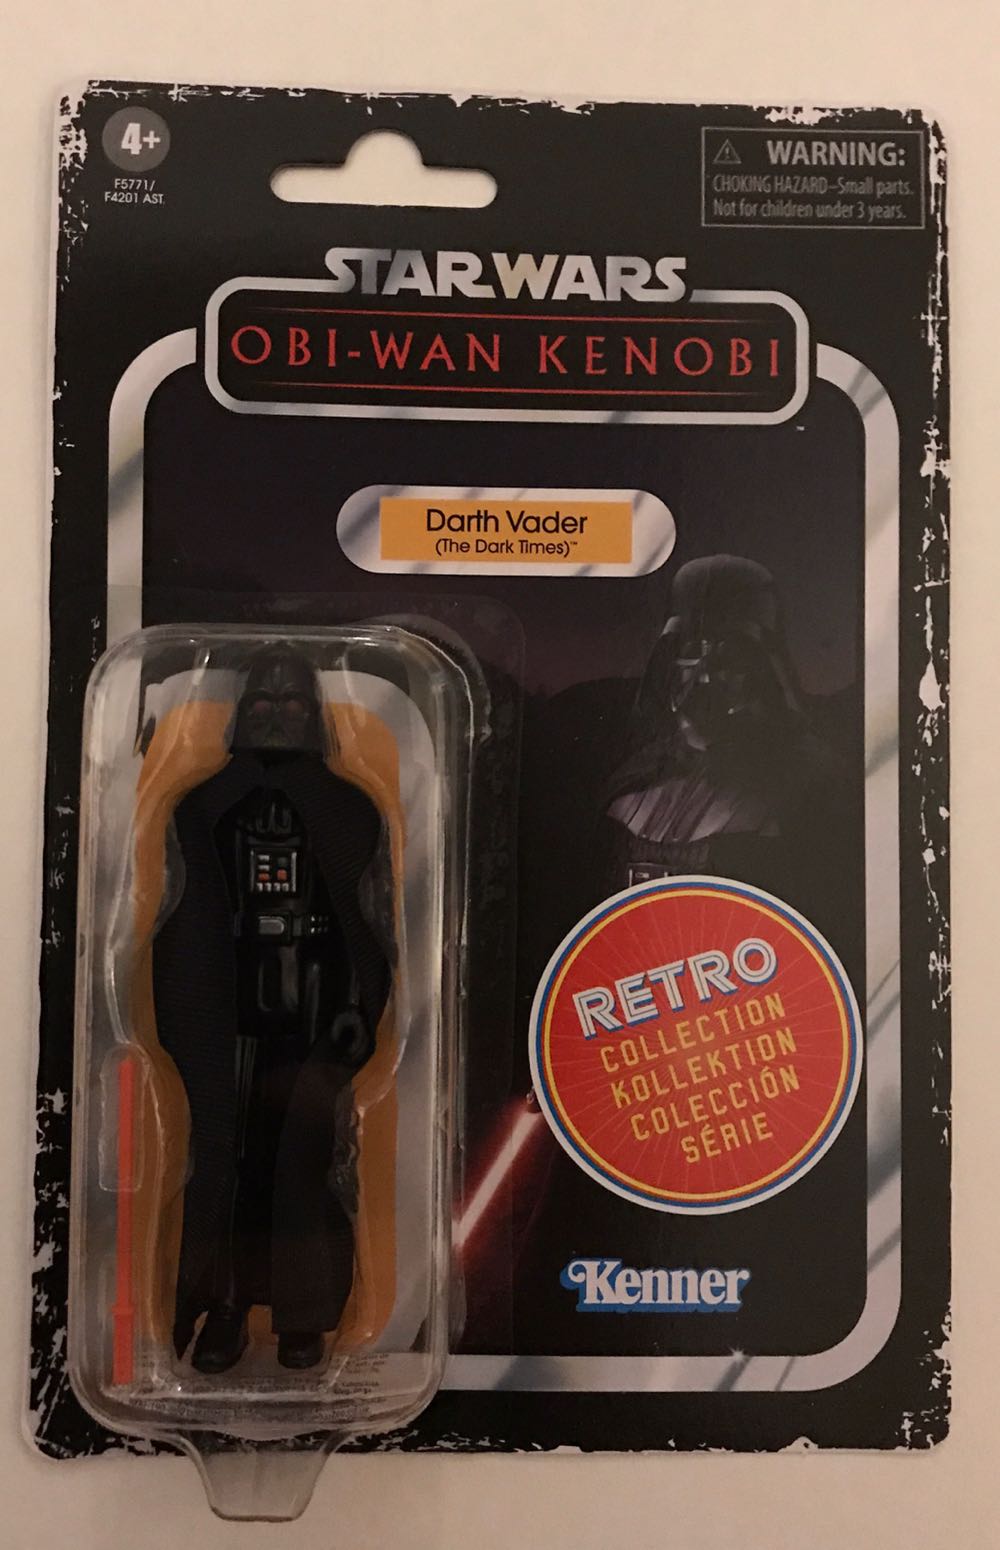 4+
F5771/
F4201 AST.
WARNING:
CHOKING HAZARD–Small parts.
Not for children under 3 years.
STAR WARS
OBI-WAN KENOBI
™
Darth Vader
(The Dark Times)™
RETRO
COLLECTION
KOLLEKTION
COLECCIÓN
SÉRIE
Kenner